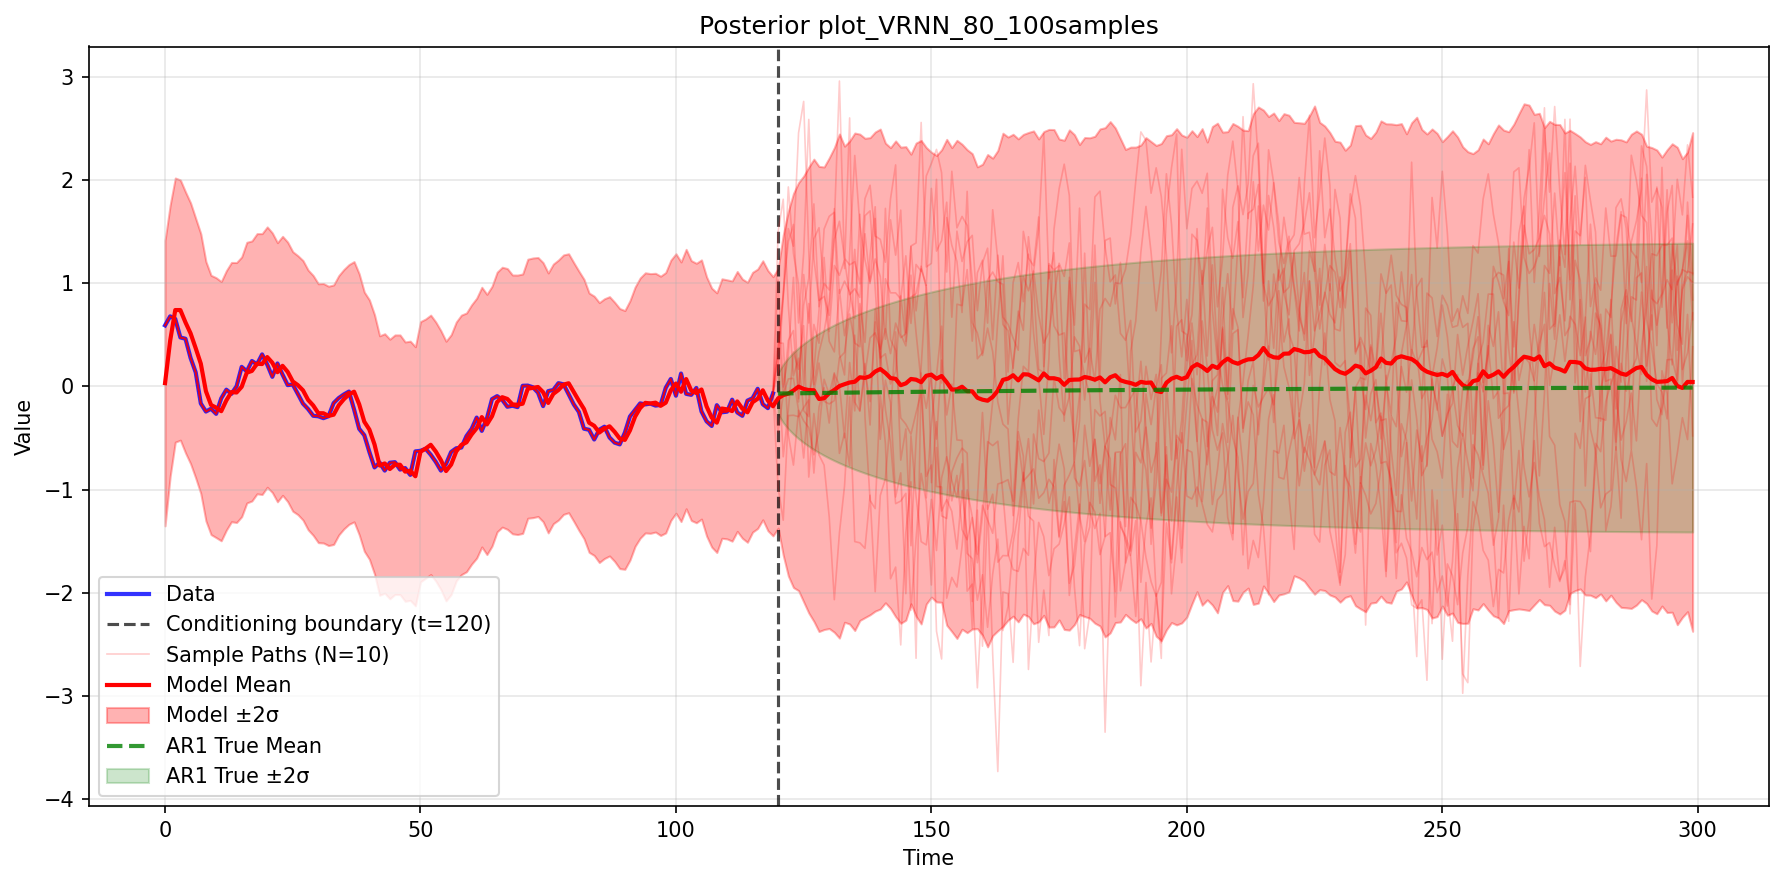 Posterior plot_VRNN_80_100samples
Value
3
2
1
0
−1
−2
−3
−4
Data
Conditioning boundary (t=120)
Sample Paths (N=10)
Model Mean
Model ±2σ
AR1 True Mean
AR1 True ±2σ
0 50 100 150 200 250 300
Time